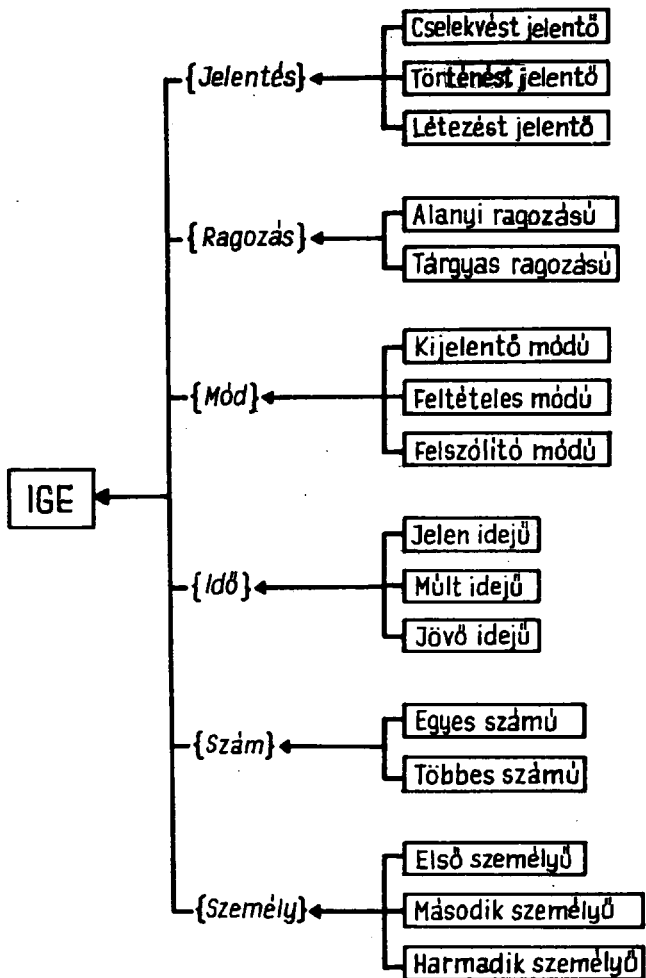 Cselekvést jelentő
{Jelentés}
Történést jelentő
Létezést jelentő
Alanyi ragozású
{Ragozás}
Tárgyas ragozású
Kijelentő módú
{Mód}
Feltételes módú
Felszólító módú
IGE
Jelen idejű
{Idő}
Múlt idejű
Jövő idejű
Egyes számú
{Szám}
Többes számú
Első személyű
{Személy}
Második személyű
Harmadik személyű